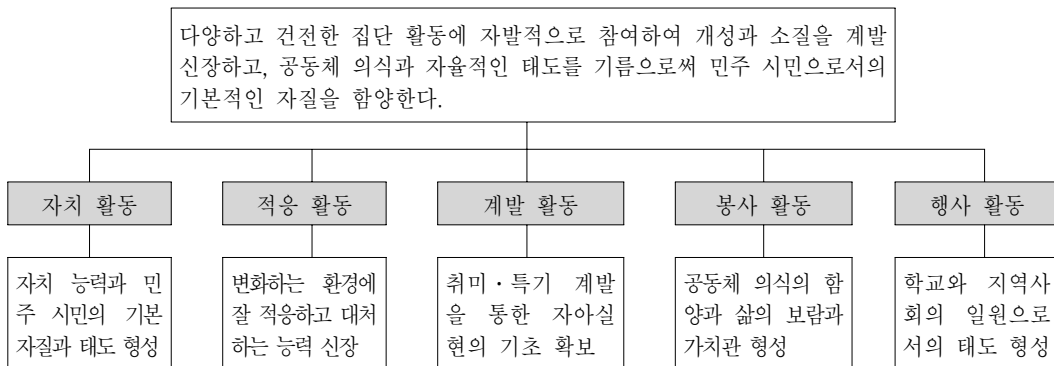 다양하고 건전한 집단 활동에 자발적으로 참여하여 개성과 소질을 계발
신장하고, 공동체 의식과 자율적인 태도를 기름으로써 민주 시민으로서의
기본적인 자질을 함양한다.
자치 활동
자치 능력과 민
주 시민의 기본
자질과 태도 형성
적응 활동
변화하는 환경에
잘 적응하고 대처
하는 능력 신장
계발 활동
취미·특기 계발
을 통한 자아실
현의 기초 확보
봉사 활동
공동체 의식의 함
양과 삶의 보람과
가치관 형성
행사 활동
학교와 지역사
회의 일원으로
서의 태도 형성